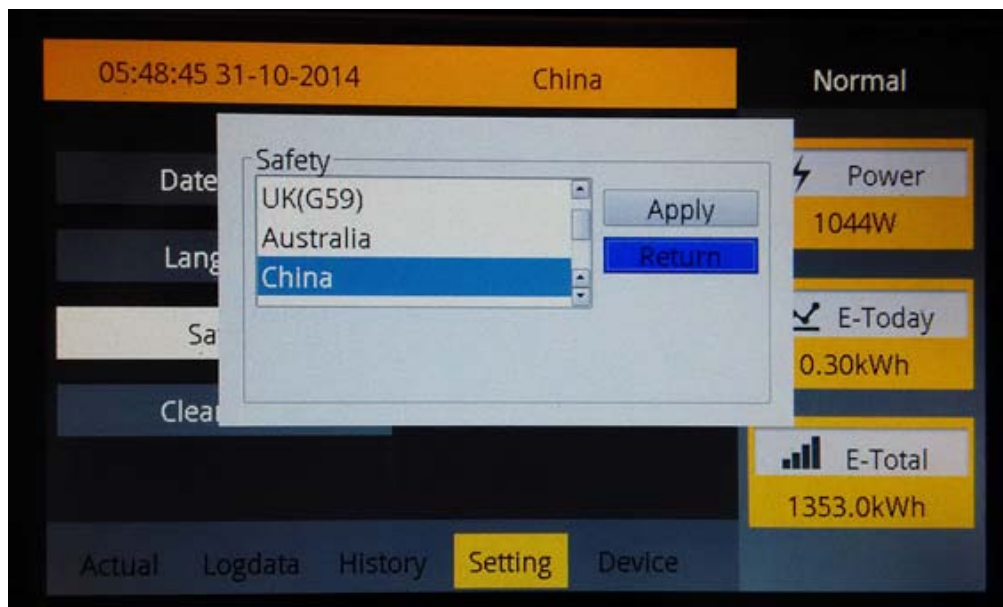 05:48:45 31-10-2014 China Normal
Date
Lang
Sa
Clea
Safety
UK(G59)
Australia
China
Apply
Return
Power
1044W
E-Today
0.30kWh
E-Total
1353.0kWh
Actual Logdata History Setting Device